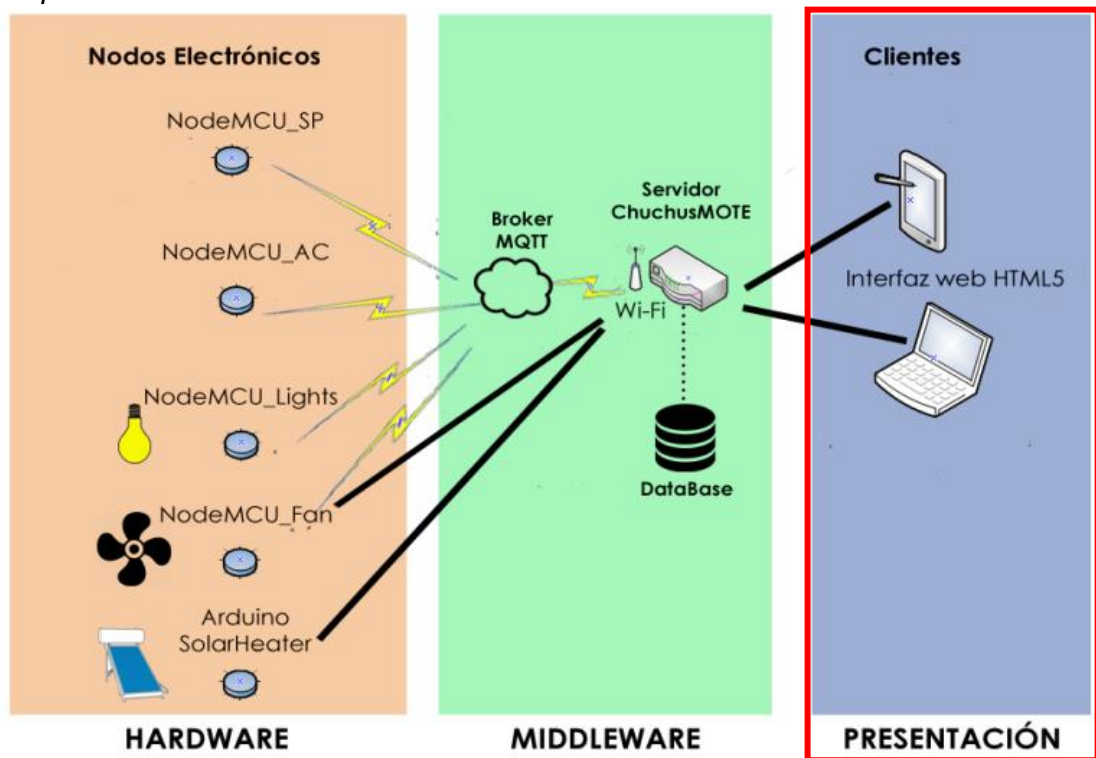 Nodos Electrónicos
NodeMCU_SP
NodeMCU_AC
NodeMCU_Lights
NodeMCU_Fan
Arduino
SolarHeater
HARDWARE
Broker
MQTT
Servidor
ChuchusMOTE
Wi-Fi
DataBase
MIDDLEWARE
Clientes
Interfaz web HTML5
PRESENTACIÓN